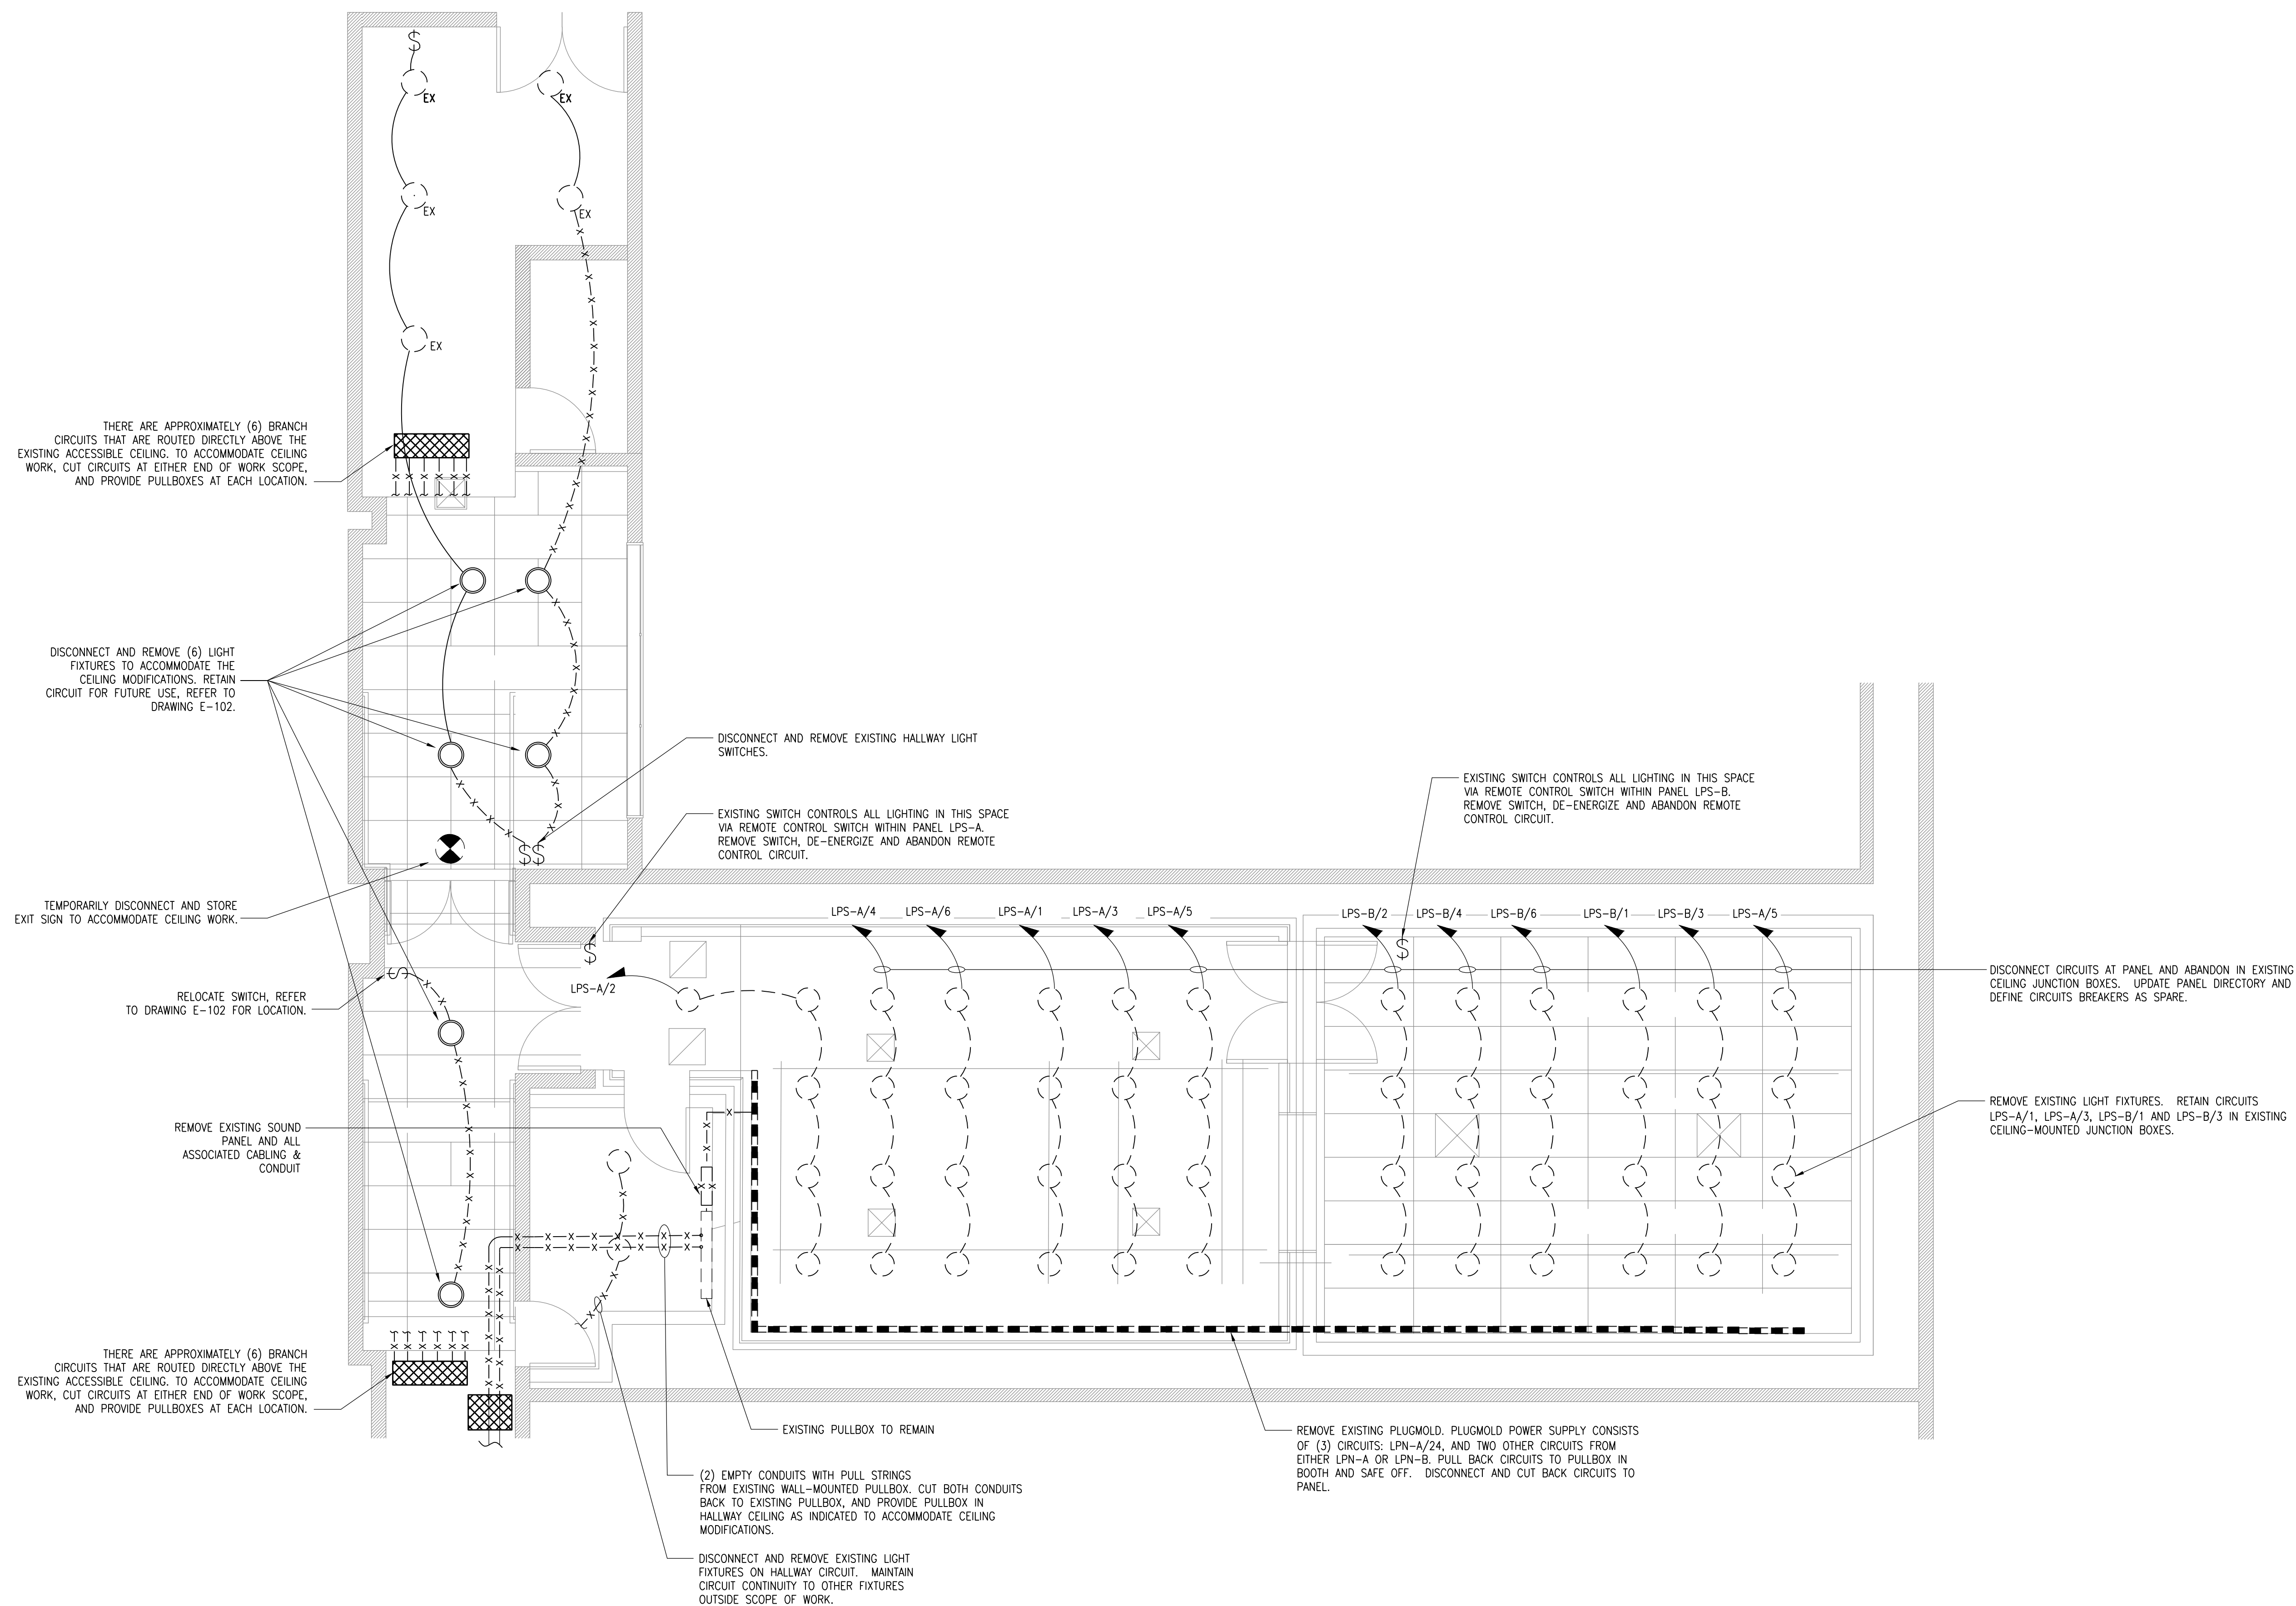 $
EX
EX
EX
EX
EX
THERE ARE APPROXIMATELY (6) BRANCH
CIRCUITS THAT ARE ROUTED DIRECTLY ABOVE THE
EXISTING ACCESSIBLE CEILING. TO ACCOMMODATE CEILING
WORK, CUT CIRCUITS AT EITHER END OF WORK SCOPE,
AND PROVIDE PULLBOXES AT EACH LOCATION.
DISCONNECT AND REMOVE (6) LIGHT
FIXTURES TO ACCOMMODATE THE
CEILING MODIFICATIONS. RETAIN
CIRCUIT FOR FUTURE USE, REFER TO
DRAWING E-102.
DISCONNECT AND REMOVE EXISTING HALLWAY LIGHT
SWITCHES.
EXISTING SWITCH CONTROLS ALL LIGHTING IN THIS SPACE
VIA REMOTE CONTROL SWITCH WITHIN PANEL LPS-A.
REMOVE SWITCH, DE-ENERGIZE AND ABANDON REMOTE
CONTROL CIRCUIT.
EXISTING SWITCH CONTROLS ALL LIGHTING IN THIS SPACE
VIA REMOTE CONTROL SWITCH WITHIN PANEL LPS-B.
REMOVE SWITCH, DE-ENERGIZE AND ABANDON REMOTE
CONTROL CIRCUIT.
$$
TEMPORARILY DISCONNECT AND STORE
EXIT SIGN TO ACCOMMODATE CEILING WORK.
LPS-A/4 LPS-A/6 LPS-A/1 LPS-A/3 LPS-A/5
LPS-B/2 LPS-B/4 LPS-B/6 LPS-B/1 LPS-B/3 LPS-A/5
$
$
LPS-A/2
$
RELOCATE SWITCH, REFER
TO DRAWING E-102 FOR LOCATION.
DISCONNECT CIRCUITS AT PANEL AND ABANDON IN EXISTING
CEILING JUNCTION BOXES. UPDATE PANEL DIRECTORY AND
DEFINE CIRCUITS BREAKERS AS SPARE.
REMOVE EXISTING LIGHT FIXTURES. RETAIN CIRCUITS
LPS-A/1, LPS-A/3, LPS-B/1 AND LPS-B/3 IN EXISTING
CEILING-MOUNTED JUNCTION BOXES.
REMOVE EXISTING SOUND
PANEL AND ALL
ASSOCIATED CABLING &
CONDUIT
THERE ARE APPROXIMATELY (6) BRANCH
CIRCUITS THAT ARE ROUTED DIRECTLY ABOVE THE
EXISTING ACCESSIBLE CEILING. TO ACCOMMODATE CEILING
WORK, CUT CIRCUITS AT EITHER END OF WORK SCOPE,
AND PROVIDE PULLBOXES AT EACH LOCATION.
EXISTING PULLBOX TO REMAIN
REMOVE EXISTING PLUGMOLD. PLUGMOLD POWER SUPPLY CONSISTS
OF (3) CIRCUITS: LPN-A/24, AND TWO OTHER CIRCUITS FROM
EITHER LPN-A OR LPN-B. PULL BACK CIRCUITS TO PULLBOX IN
BOOTH AND SAFE OFF. DISCONNECT AND CUT BACK CIRCUITS TO
PANEL.
(2) EMPTY CONDUITS WITH PULL STRINGS
FROM EXISTING WALL-MOUNTED PULLBOX. CUT BOTH CONDUITS
BACK TO EXISTING PULLBOX, AND PROVIDE PULLBOX IN
HALLWAY CEILING AS INDICATED TO ACCOMMODATE CEILING
MODIFICATIONS.
DISCONNECT AND REMOVE EXISTING LIGHT
FIXTURES ON HALLWAY CIRCUIT. MAINTAIN
CIRCUIT CONTINUITY TO OTHER FIXTURES
OUTSIDE SCOPE OF WORK.